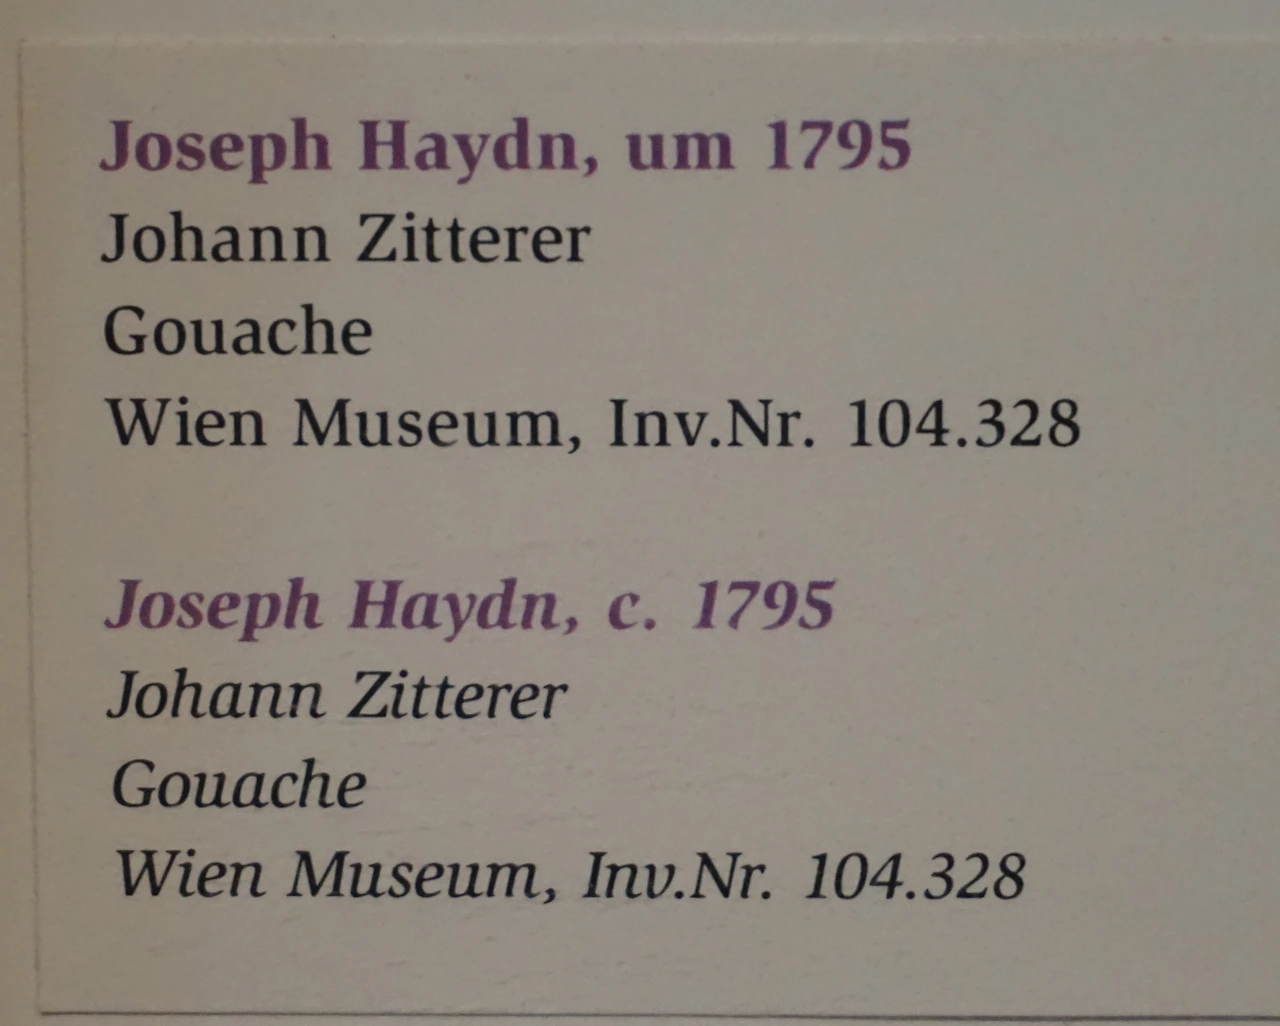 Joseph Haydn, um 1795
Johann Zitterer
Gouache
Wien Museum, Inv.Nr. 104.328
Joseph Haydn, c. 1795
Johann Zitterer
Gouache
Wien Museum, Inv.Nr. 104.328